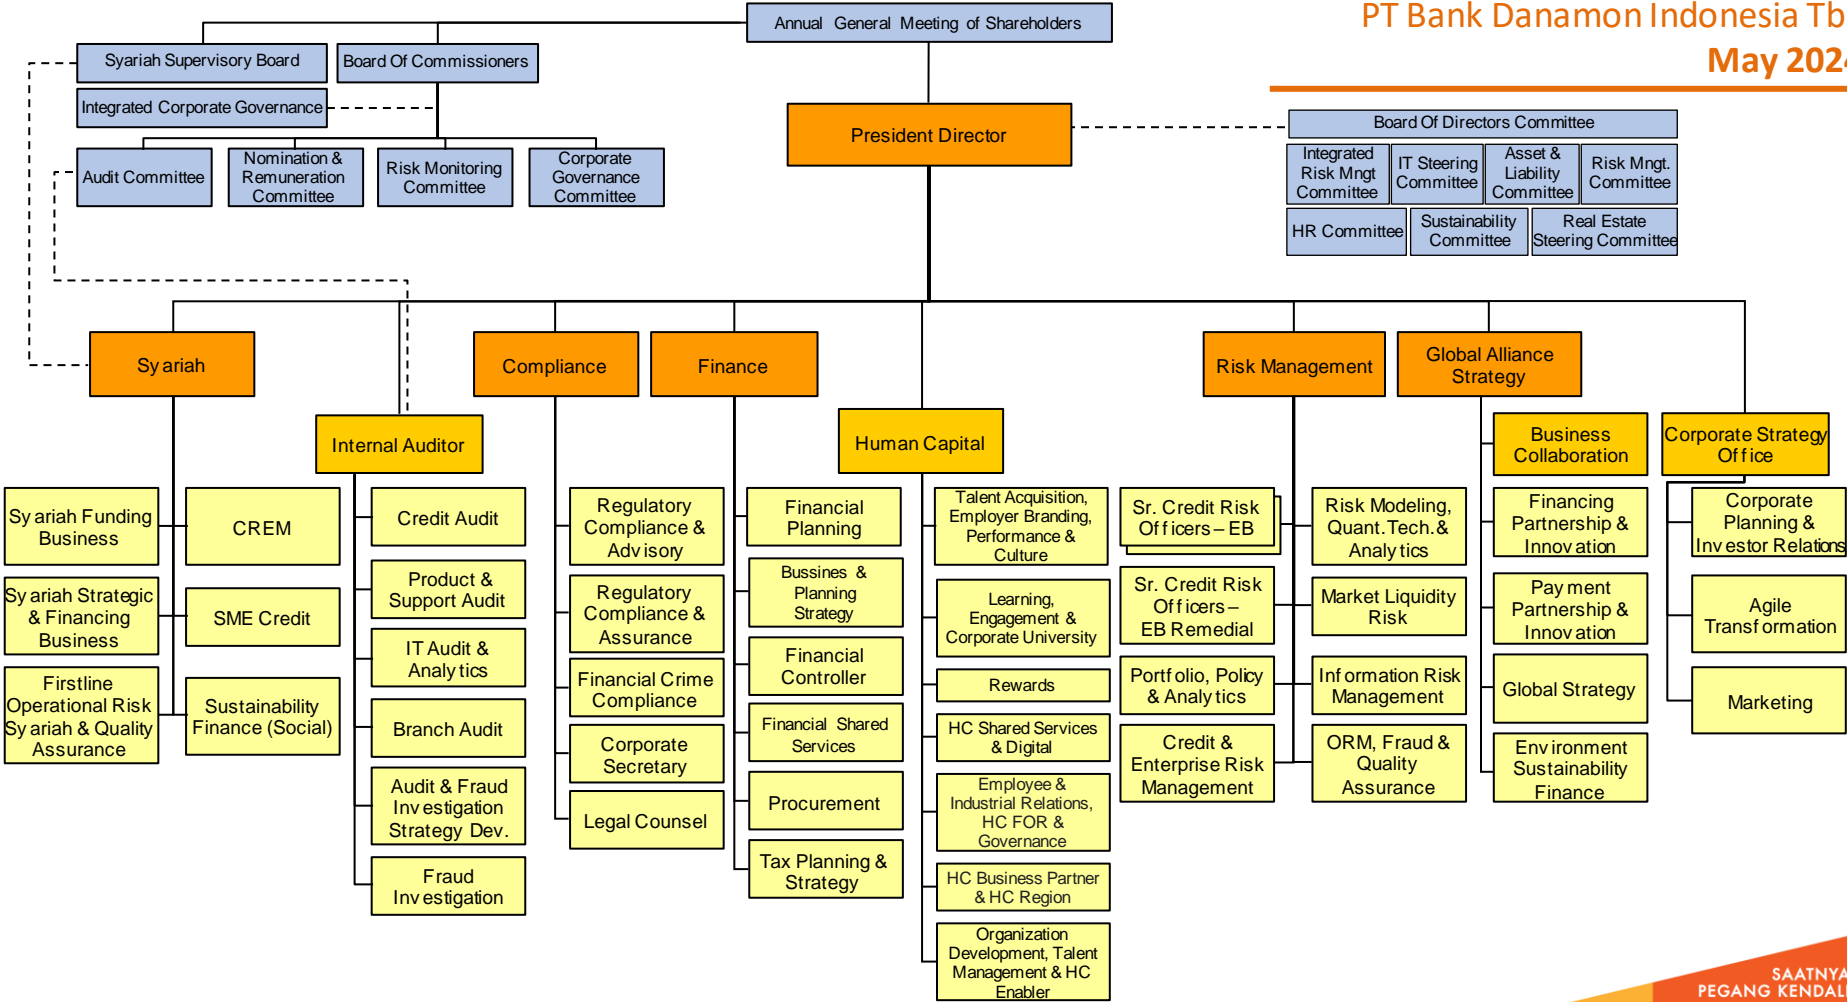 PT Bank Danamon Indonesia Tb
May 2024
Annual General Meeting of Shareholders
Syariah Supervisory Board
Board Of Commissioners
Integrated Corporate Governance
Audit Committee
Nomination &
Remuneration
Committee
Risk Monitoring
Committee
Corporate
Governance
Committee
President Director
Board Of Directors Committee
Integrated
Risk Mngt
Committee
IT Steering
Committee
Asset &
Liability
Committee
Risk Mngt.
Committee
HR Committee
Sustainability
Committee
Real Estate
Steering Committee
Syariah
Compliance
Finance
Risk Management
Global Alliance
Strategy
Internal Auditor
Human Capital
Business
Collaboration
Corporate Strategy
Office
Syariah Funding
Business
CREM
Syariah Strategic
& Financing
Business
SME Credit
Firstline
Operational Risk
Syariah & Quality
Assurance
Sustainability
Finance (Social)
Credit Audit
Product &
Support Audit
IT Audit &
Analytics
Branch Audit
Audit & Fraud
Investigation
Strategy Dev.
Fraud
Investigation
Regulatory
Compliance &
Advisory
Regulatory
Compliance &
Assurance
Financial Crime
Compliance
Corporate
Secretary
Legal Counsel
Financial
Planning
Bussines &
Planning
Strategy
Financial
Controller
Financial Shared
Services
Procurement
Tax Planning &
Strategy
Talent Acquisition,
Employer Branding,
Performance &
Culture
Learning,
Engagement &
Corporate University
Rewards
HC Shared Services
& Digital
Employee &
Industrial Relations,
HC FOR &
Governance
HC Business Partner
& HC Region
Organization
Development, Talent
Management & HC
Enabler
Sr. Credit Risk
Officers – EB
Sr. Credit Risk
Officers –
EB Remedial
Portfolio, Policy
& Analytics
Credit &
Enterprise Risk
Management
Risk Modeling,
Quant.Tech.&
Analytics
Market Liquidity
Risk
Information Risk
Management
ORM, Fraud &
Quality
Assurance
Financing
Partnership &
Innovation
Payment
Partnership &
Innovation
Global Strategy
Environment
Sustainability
Finance
Corporate
Planning &
Investor Relations
Agile
Transformation
Marketing
SAATNYA
PEGANG KENDAL